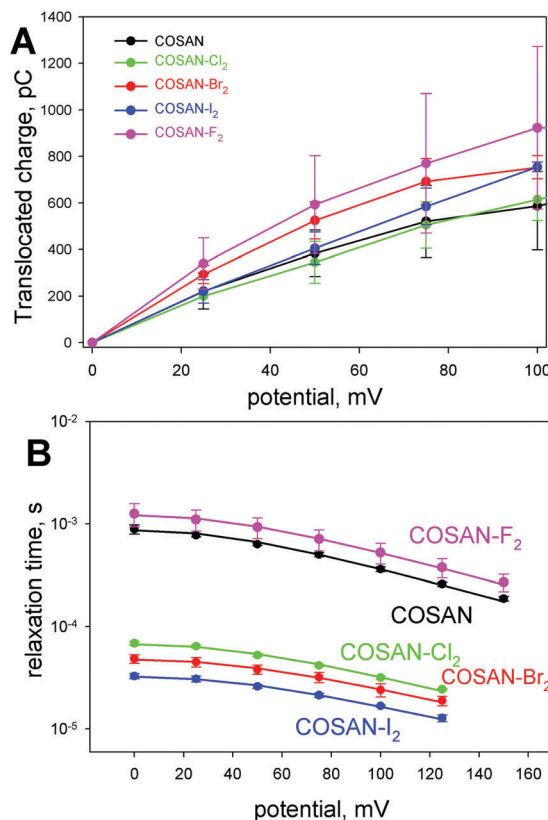 A
1400
1200
1000
800
600
400
200
0
Translocated charge, pC
COSAN
COSAN-Cl₂
COSAN-Br₂
COSAN-I₂
COSAN-F₂
0 20 40 60 80 100
potential, mV
B
10⁻²
10⁻³
10⁻⁴
10⁻⁵
relaxation time, s
COSAN-F₂
COSAN
COSAN-Cl₂
COSAN-Br₂
COSAN-I₂
0 20 40 60 80 100 120 140 160
potential, mV